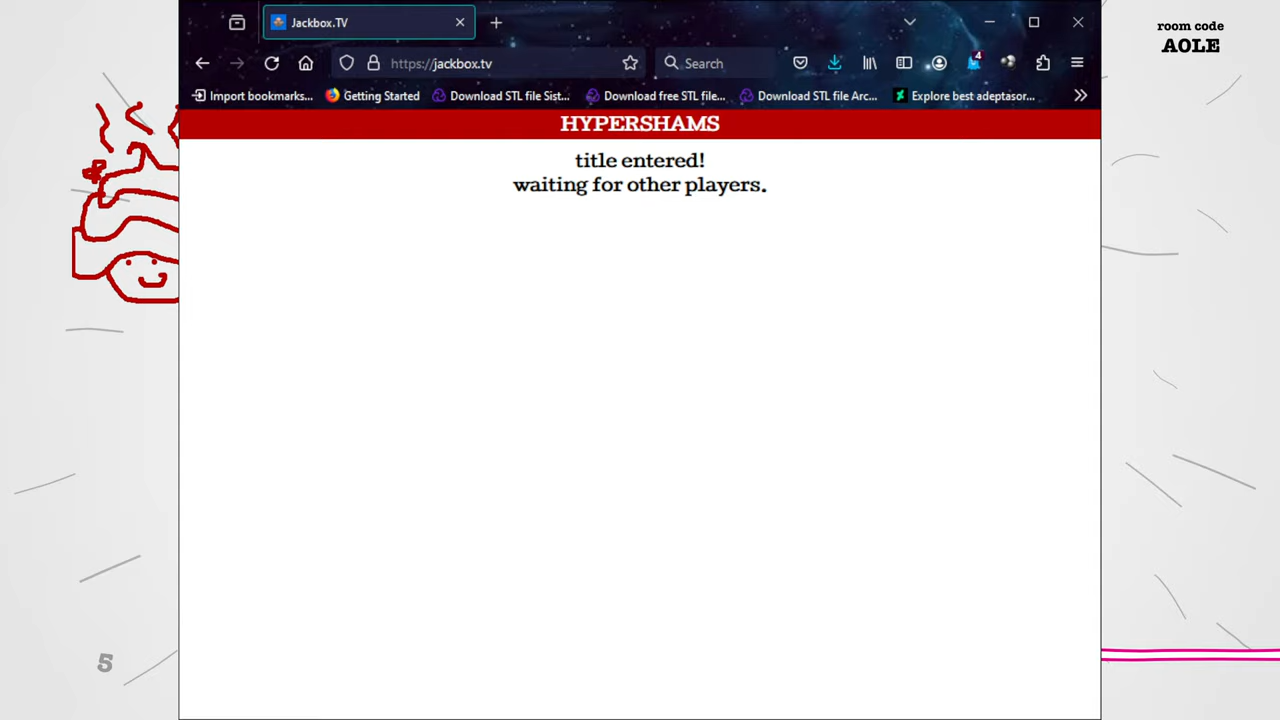 Jackbox.TV
room code
AOLE
https://jackbox.tv
Search
4
Import bookmarks...
Getting Started
Download STL file Sist...
Download free STL file...
Download STL file Arc...
Explore best adeptasor...
HYPERSHAMS
title entered!
waiting for other players.
5